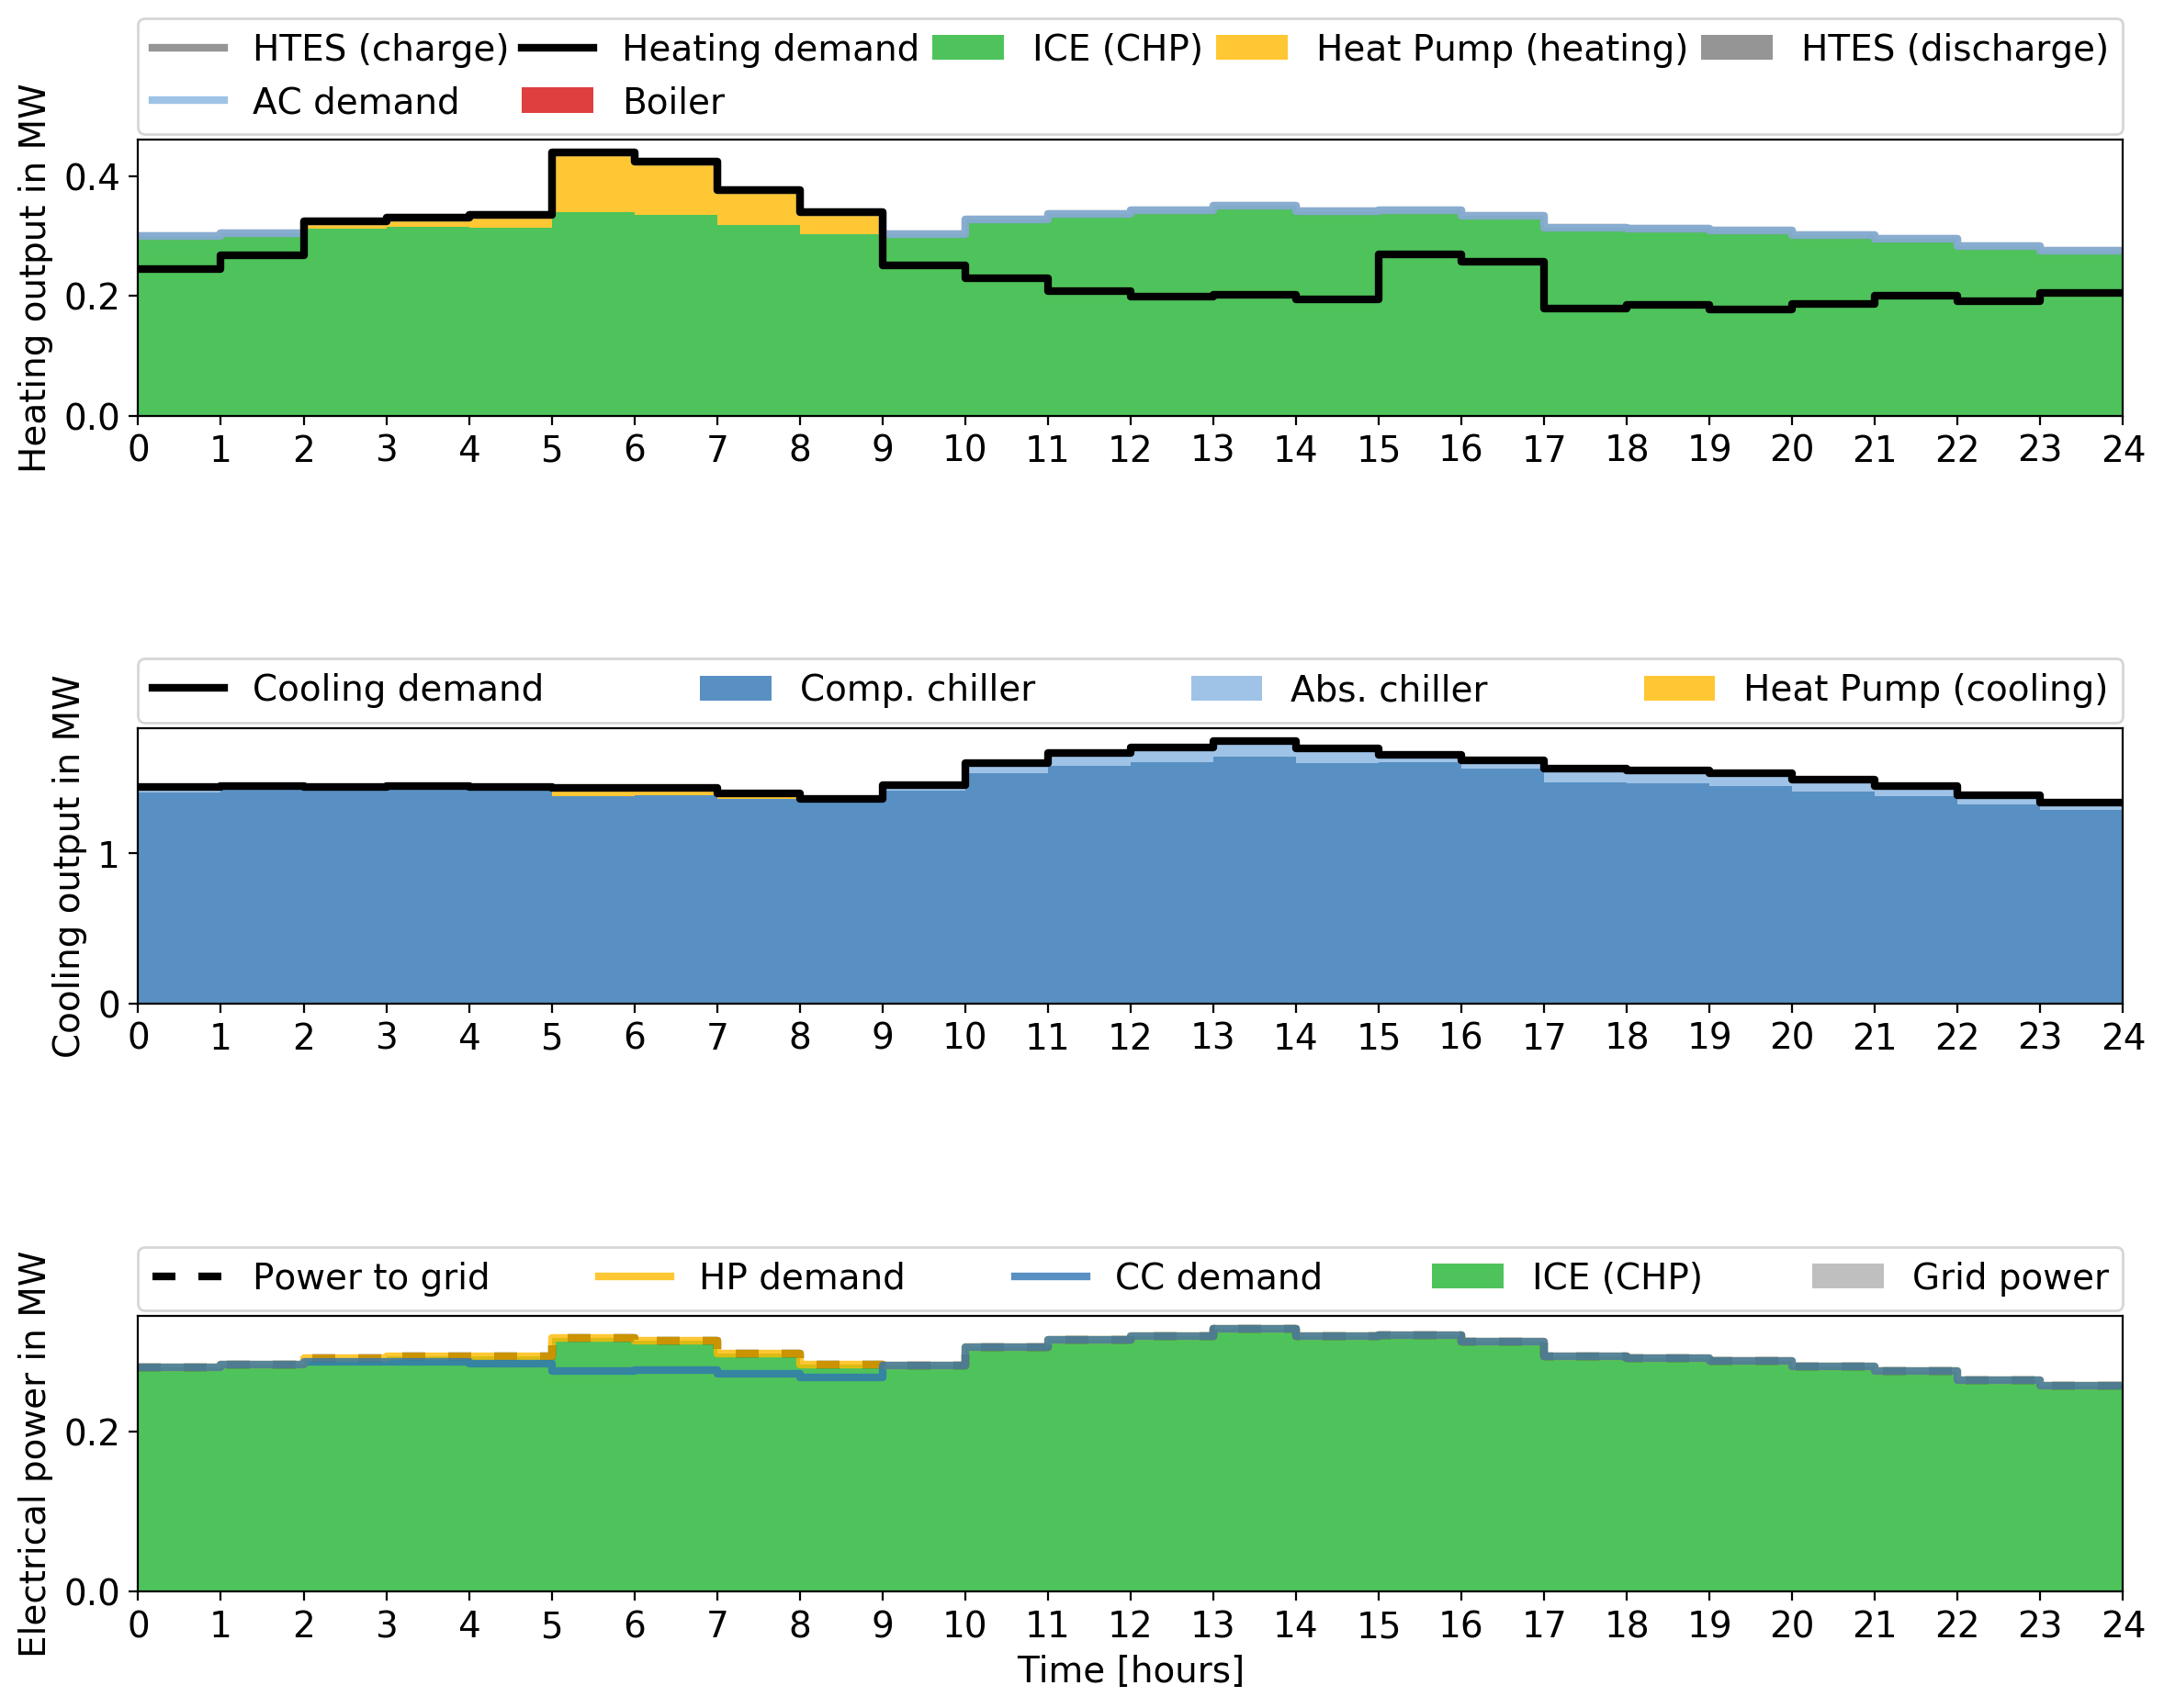 HTES (charge) Heating demand ICE (CHP) Heat Pump (heating) HTES (discharge)
AC demand Boiler
Heating output in MW
0.4
0.2
0.0
0 1 2 3 4 5 6 7 8 9 10 11 12 13 14 15 16 17 18 19 20 21 22 23 24
Cooling demand Comp. chiller Abs. chiller Heat Pump (cooling)
Cooling output in MW
1
0
0 1 2 3 4 5 6 7 8 9 10 11 12 13 14 15 16 17 18 19 20 21 22 23 24
Power to grid HP demand CC demand ICE (CHP) Grid power
Electrical power in MW
0.2
0.0
0 1 2 3 4 5 6 7 8 9 10 11 12 13 14 15 16 17 18 19 20 21 22 23 24
Time [hours]